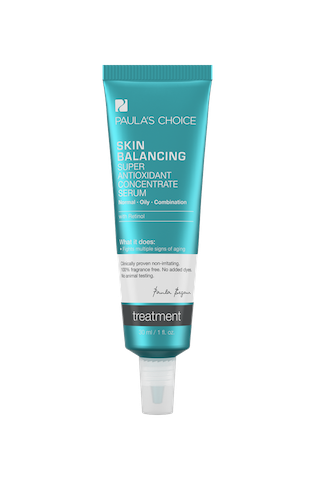 PAULA'S CHOICE
SKIN
BALANCING
SUPER
ANTIOXIDANT
CONCENTRATE
SERUM
Normal · Oily · Combination
with Retinol
What it does:
• Fights multiple signs of aging.
Clinically proven non-irritating.
100% fragrance free. No added dyes.
No animal testing.
Paula Begoun
treatment
30 ml / 1 fl. oz.